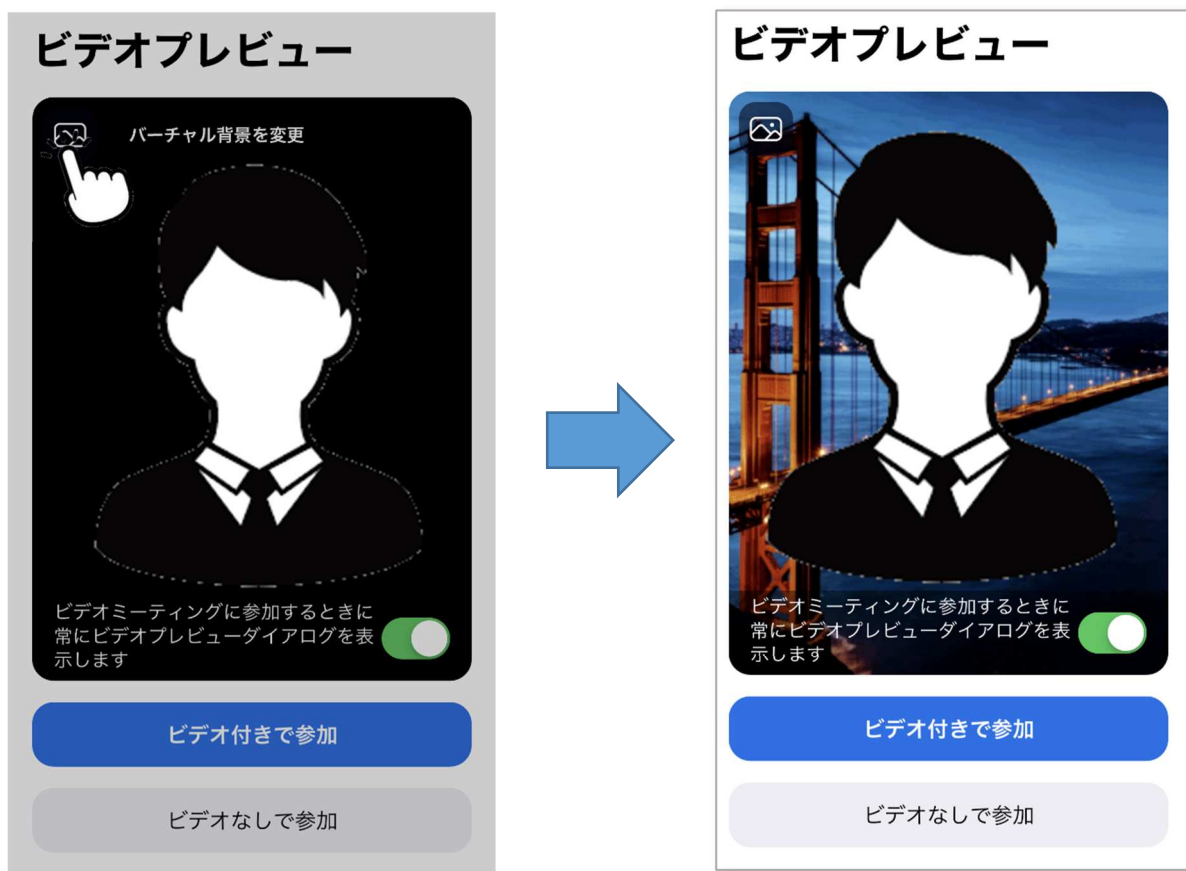 ビデオプレビュー
バーチャル背景を変更
ビデオミーティングに参加するときに
常にビデオプレビューダイアログを表
示します
ビデオ付きで参加
ビデオなしで参加
ビデオプレビュー
ビデオミーティングに参加するときに
常にビデオプレビューダイアログを表
示します
ビデオ付きで参加
ビデオなしで参加